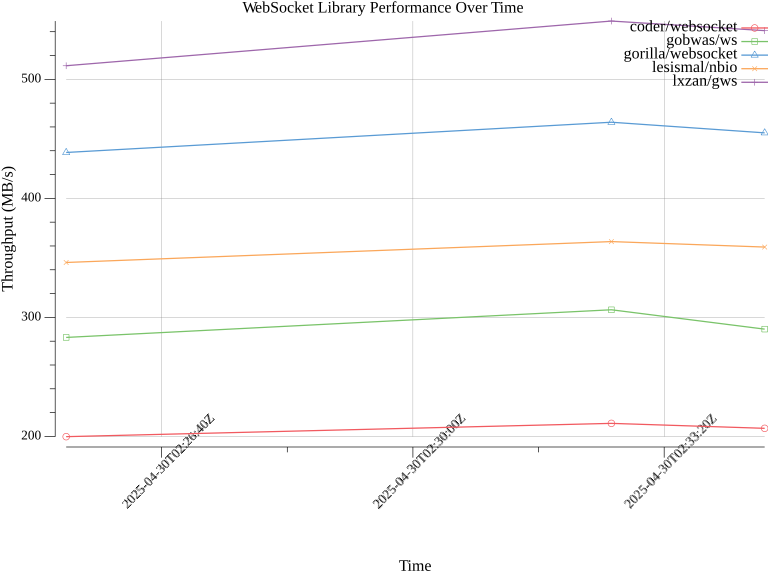 WebSocket Library Performance Over Time
coder/websocket
gobwas/ws
gorilla/websocket
lesismal/nbio
lxzan/gws
Throughput (MB/s)
500
400
300
200
2025-04-30T02:26:40Z
2025-04-30T02:30:00Z
2025-04-30T02:33:20Z
Time